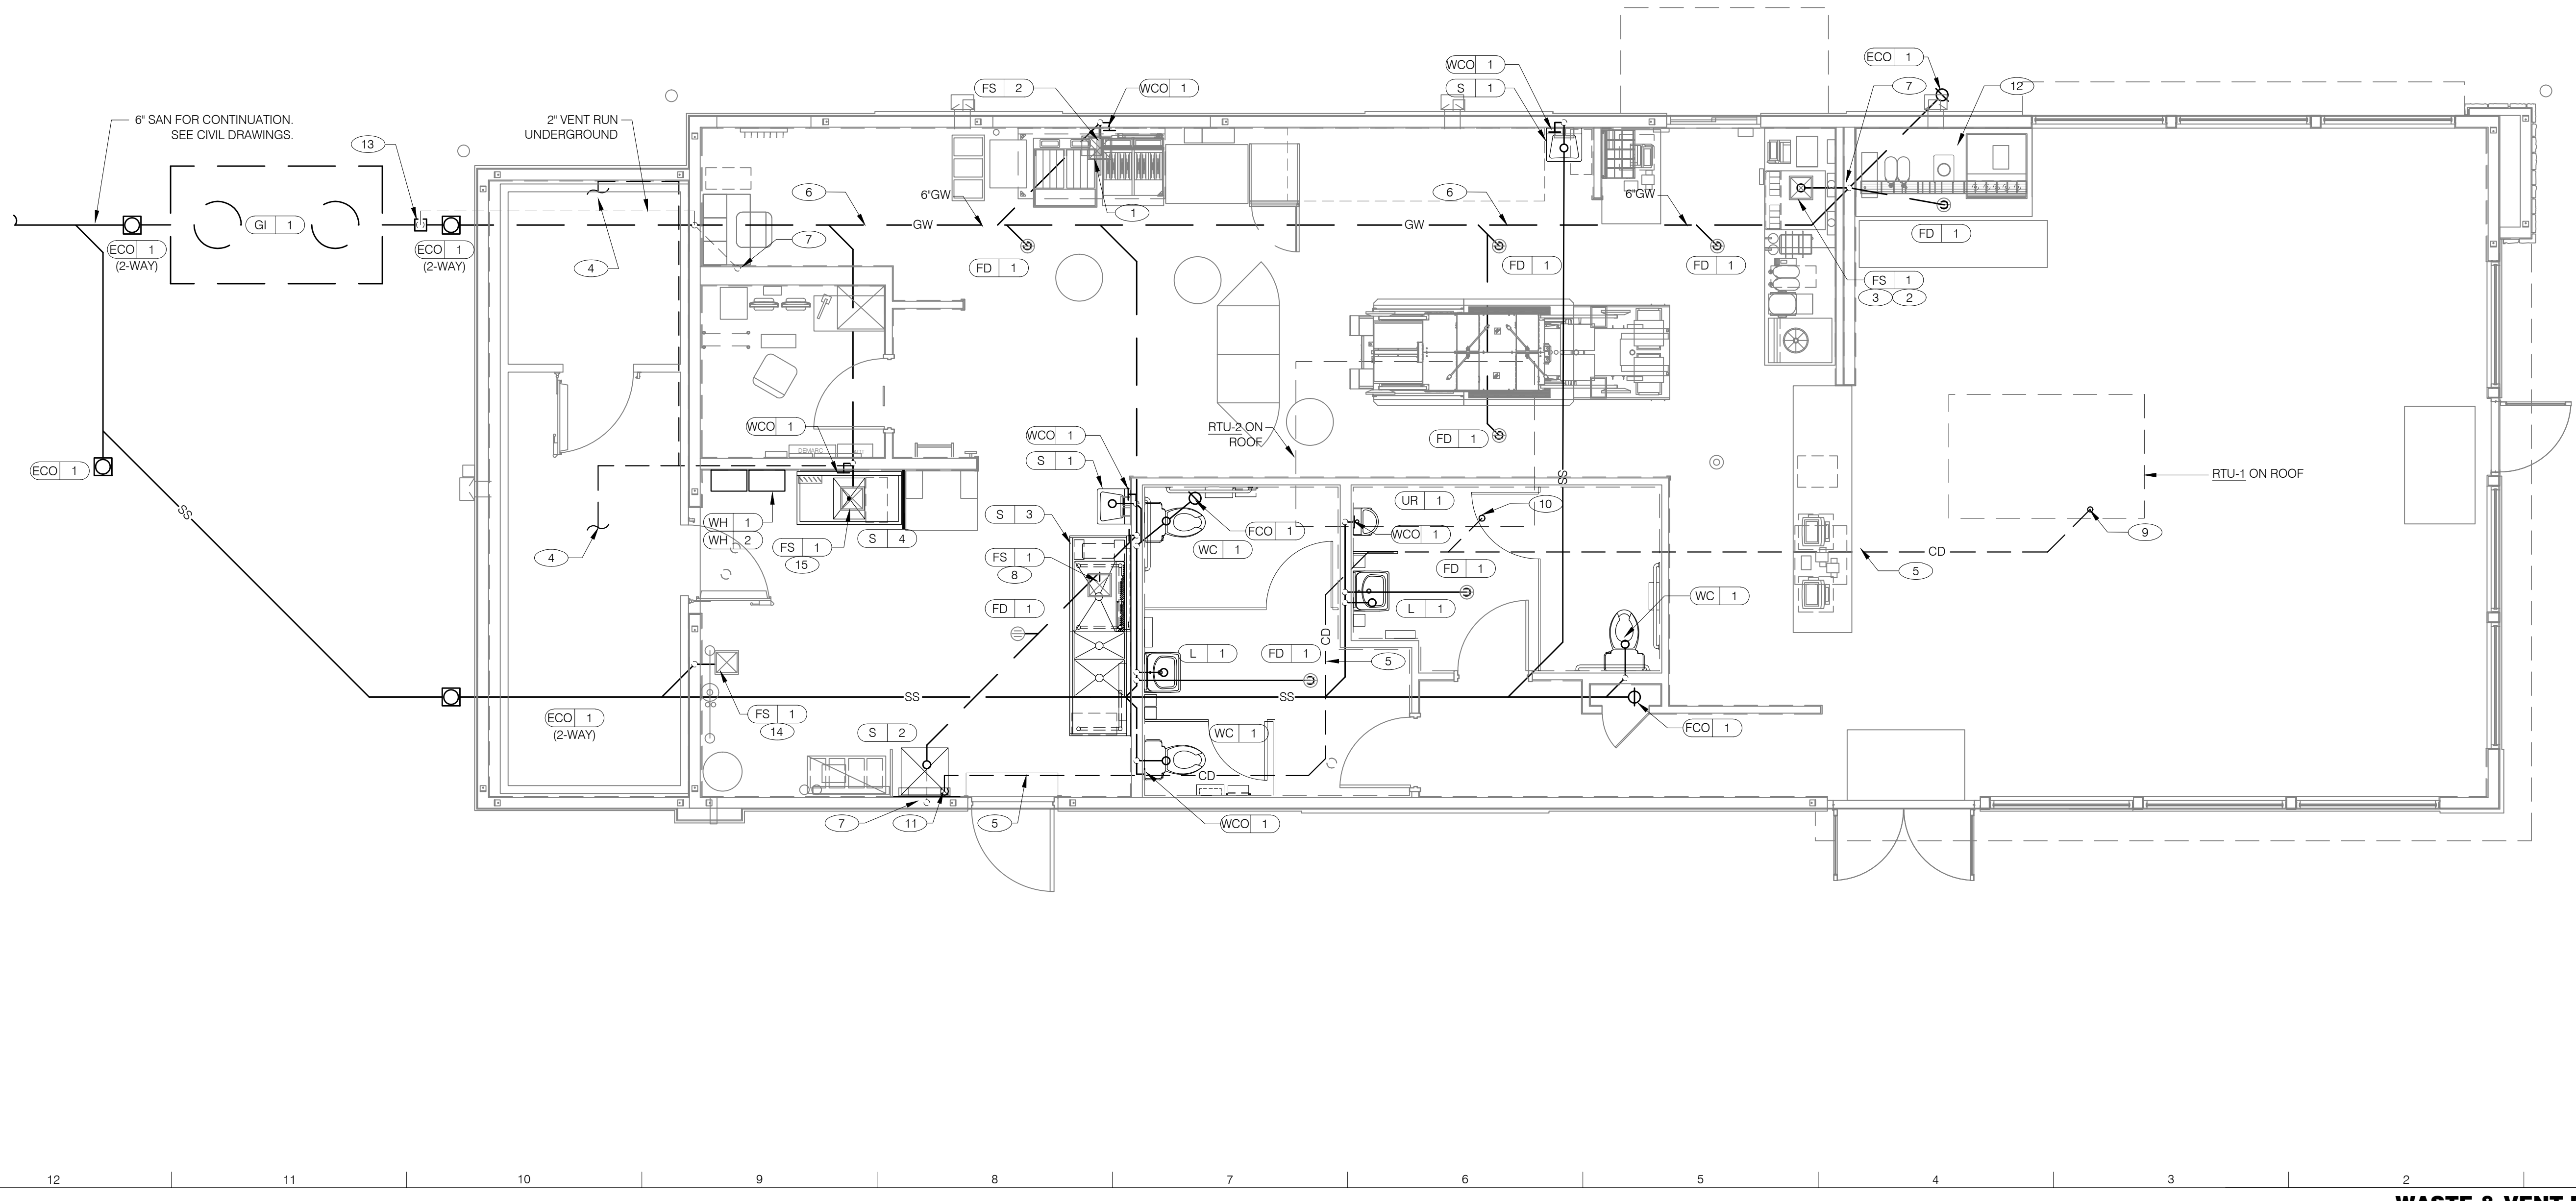 ECO 1
WCO 1
7
12
FS 2
WCO 1
S 1
6" SAN FOR CONTINUATION.
SEE CIVIL DRAWINGS.
2" VENT RUN
UNDERGROUND
13
6
6"GW
6
6"GW
1
GI 1
GW
GW
FD 1
7
ECO 1
(2-WAY)
ECO 1
(2-WAY)
4
FD 1
FD 1
FD 1
FS 1
3
2
WCO 1
RTU-2 ON
ROOF
FD 1
WCO 1
DEMARC
S 1
ECO 1
SS
RTU-1 ON ROOF
UR 1
10
SS
S 3
WH 1
WH 2
FCO 1
WCO 1
9
FS 1
15
S 4
WC 1
4
FS 1
8
FD 1
CD
5
WC 1
FD 1
L 1
CD
L 1
FD 1
5
SS
SS
FS 1
14
ECO 1
(2-WAY)
S 2
WC 1
FCO 1
CD
7
11
5
WCO 1
12
11
10
9
8
7
6
5
4
3
2